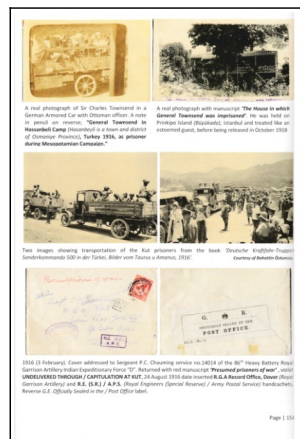 A real photograph of Sir Charles Townsend in a
German Armored Car with Ottoman officer. A note
in pencil on reverse; "General Townsend in
Hassanbeli Camp (Hasanbeyli is a town and district
of Osmaniye Province), Turkey 1916, as prisoner
during Mesopotamian Campaign."
A real photograph with manuscript 'The House in which
General Townsend was imprisoned'. He was held on
Prinkipo Island (Büyükada), Istanbul and treated like an
esteemed guest, before being released in October 1918
Two images showing transportation of the Kut prisoners from the book 'Deutsche Kraftfahr-Truppen
Sonderkommando 500 in der Türkei, Bilder vom Taurus u Amanus, 1916'.
Courtesy of Bahattin Öztuncay
G. R.
POST OFFICE.
1916 (3 February). Cover addressed to Sergeant P.C. Chauming service no.14014 of the 86th Heavy Battery Royal
Garrison Artillery Indian Expeditionary Force "D". Returned with red manuscript 'Presumed prisoners of war', violet
UNDELIVERED THROUGH / CAPITULATION AT KUT, 24 August 1916 date inserted R.G.A Record Office, Dover (Royal
Garrison Artillery) and R.E. (S.R.) / A.P.S. (Royal Engineers (Special Reserve) / Army Postal Service) handcachets.
Reverse G.R. Officially Sealed in the / Post Office label.
Page |